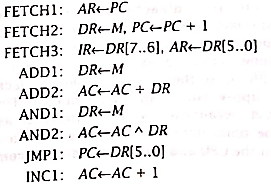 FETCH1: AR←PC
FETCH2: DR←M, PC←PC + 1
FETCH3: IR←DR[7..6], AR←DR[5..0]
ADD1: DR←M
ADD2: AC←AC + DR
AND1: DR←M
AND2: AC←AC ^ DR
JMP1: PC←DR[5..0]
INC1: AC←AC + 1